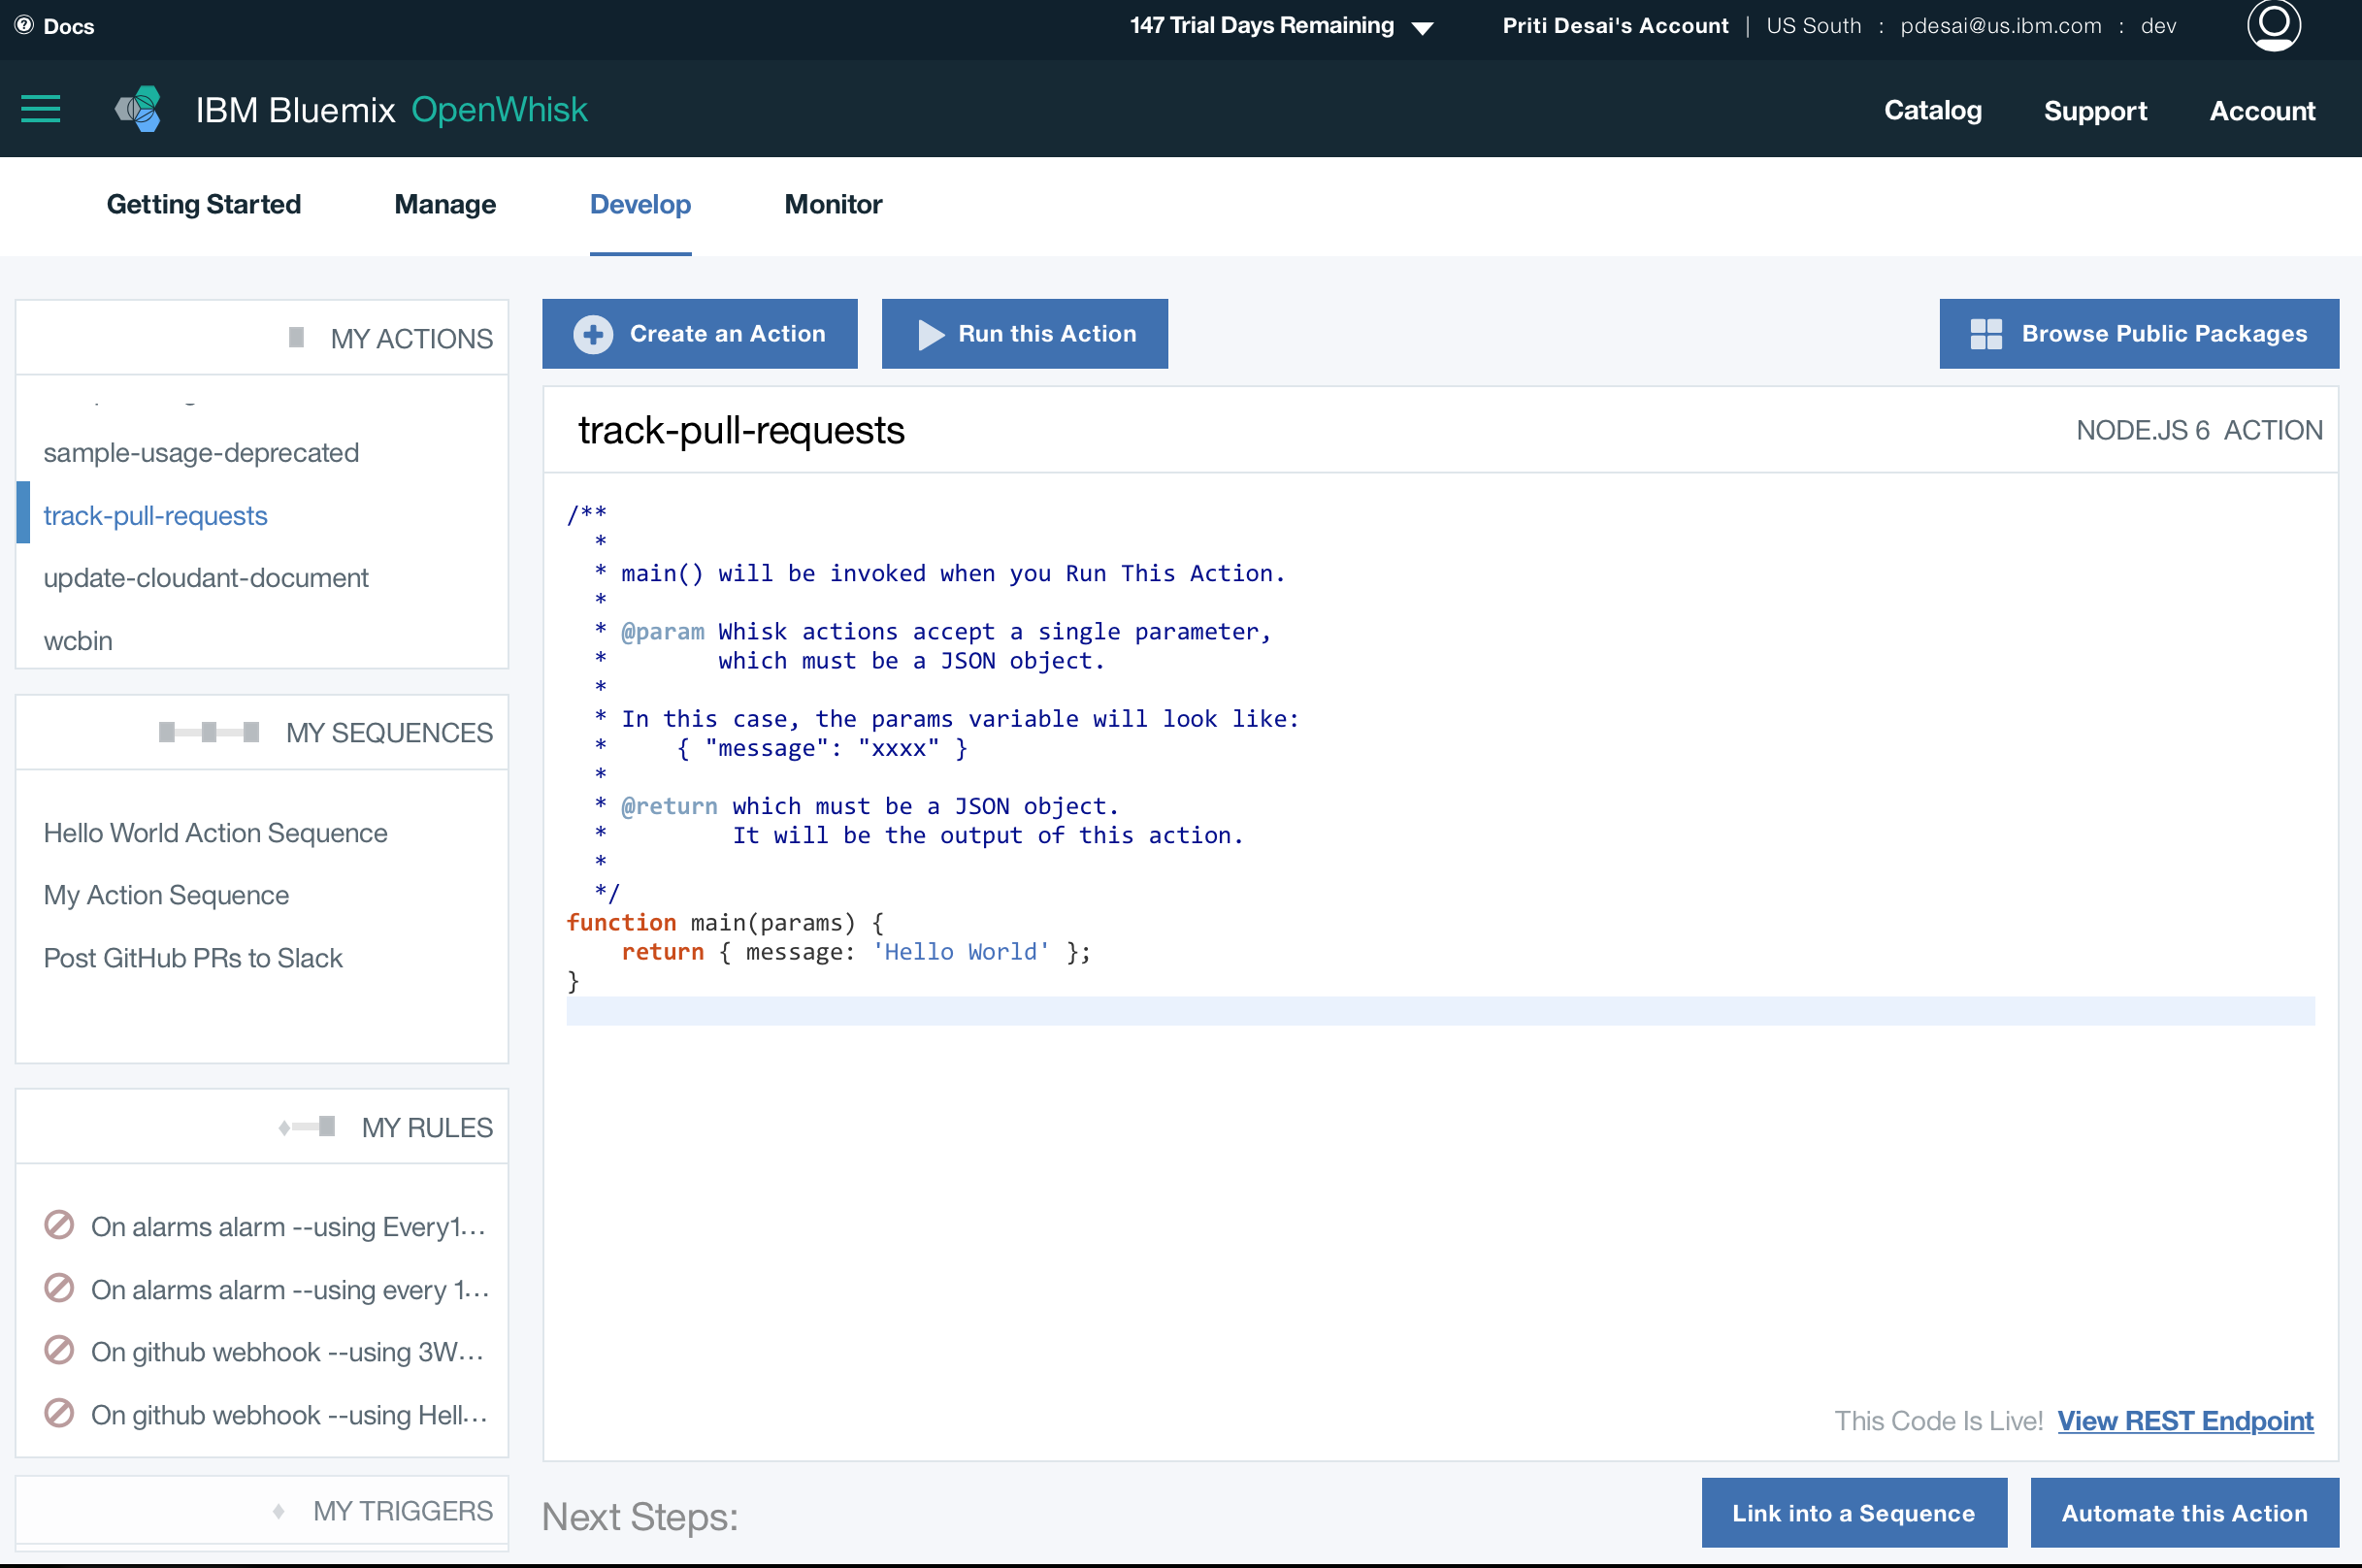 Docs
147 Trial Days Remaining
Priti Desai's Account | US South : pdesai@us.ibm.com : dev
IBM Bluemix OpenWhisk
Catalog
Support
Account
Getting Started
Manage
Develop
Monitor
MY ACTIONS
sample-usage-deprecated
track-pull-requests
update-cloudant-document
wcbin
MY SEQUENCES
Hello World Action Sequence
My Action Sequence
Post GitHub PRs to Slack
MY RULES
On alarms alarm --using Every1...
On alarms alarm --using every 1...
On github webhook --using 3W...
On github webhook --using Hell...
MY TRIGGERS
Create an Action
Run this Action
Browse Public Packages
track-pull-requests
NODE.JS 6 ACTION
/**
*
* main() will be invoked when you Run This Action.
*
* @param Whisk actions accept a single parameter,
* which must be a JSON object.
*
* In this case, the params variable will look like:
* { "message": "xxxx" }
*
* @return which must be a JSON object.
* It will be the output of this action.
*
*/
function main(params) {
return { message: 'Hello World' };
}
This Code Is Live! View REST Endpoint
Next Steps:
Link into a Sequence
Automate this Action